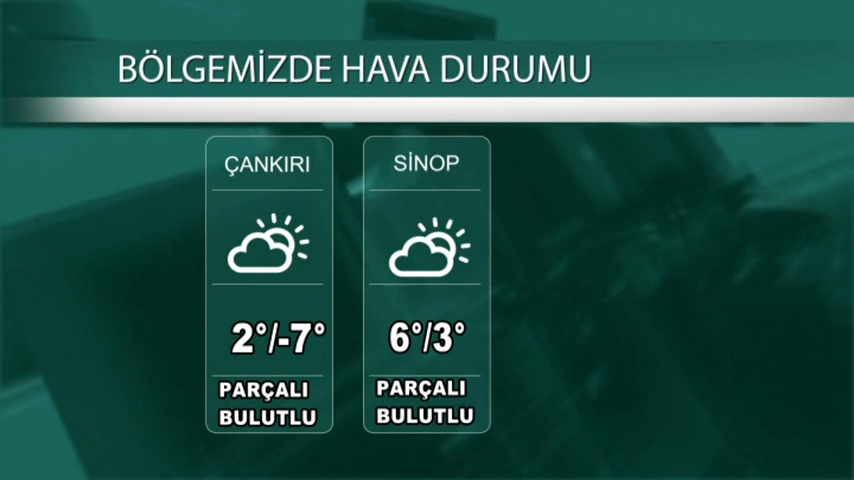 BÖLGEMİZDE HAVA DURUMU
ÇANKIRI
2°/-7°
PARÇALI
BULUTLU
SİNOP
6°/3°
PARÇALI
BULUTLU